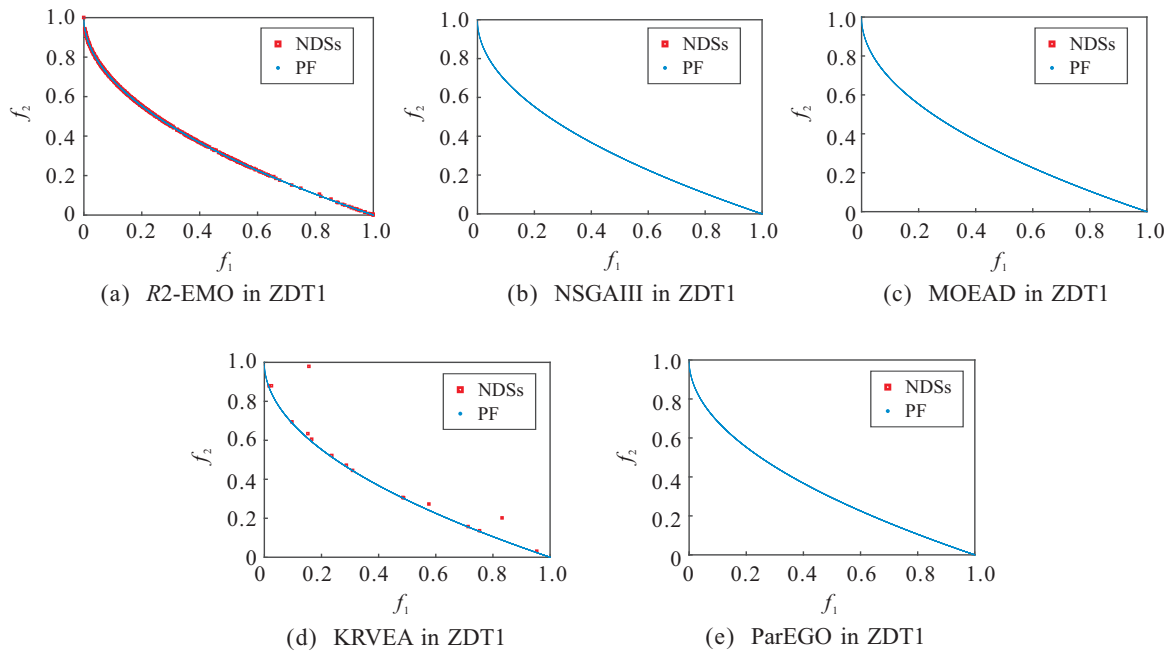 1.0
0.8
0.6
0.4
0.2
0
0 0.2 0.4 0.6 0.8 1.0
f₂
f₁
NDSs
PF
(a) R2-EMO in ZDT1
1.0
0.8
0.6
0.4
0.2
0
0 0.2 0.4 0.6 0.8 1.0
f₂
f₁
NDSs
PF
(b) NSGAIII in ZDT1
1.0
0.8
0.6
0.4
0.2
0
0 0.2 0.4 0.6 0.8 1.0
f₂
f₁
NDSs
PF
(c) MOEAD in ZDT1
1.0
0.8
0.6
0.4
0.2
0
0 0.2 0.4 0.6 0.8 1.0
f₂
f₁
NDSs
PF
(d) KRVEA in ZDT1
1.0
0.8
0.6
0.4
0.2
0
0 0.2 0.4 0.6 0.8 1.0
f₂
f₁
NDSs
PF
(e) ParEGO in ZDT1